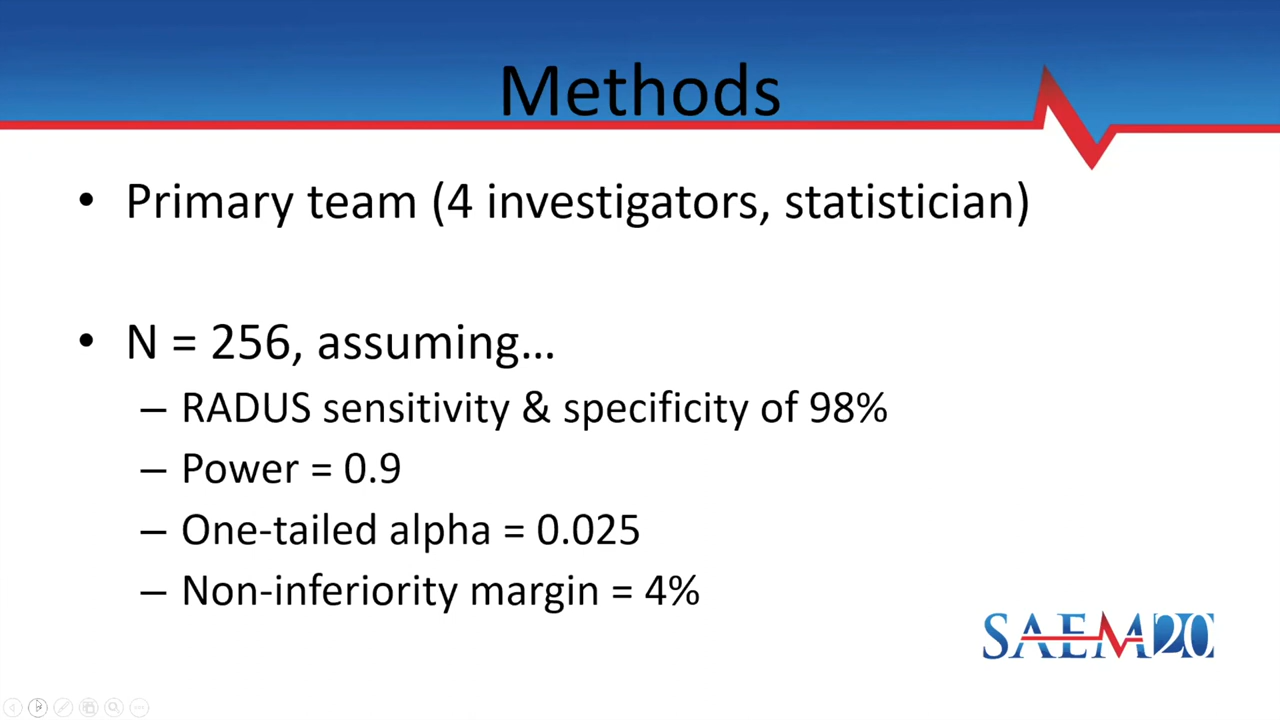 Methods
• Primary team (4 investigators, statistician)
• N = 256, assuming…
– RADUS sensitivity & specificity of 98%
– Power = 0.9
– One-tailed alpha = 0.025
– Non-inferiority margin = 4%
SAEM20